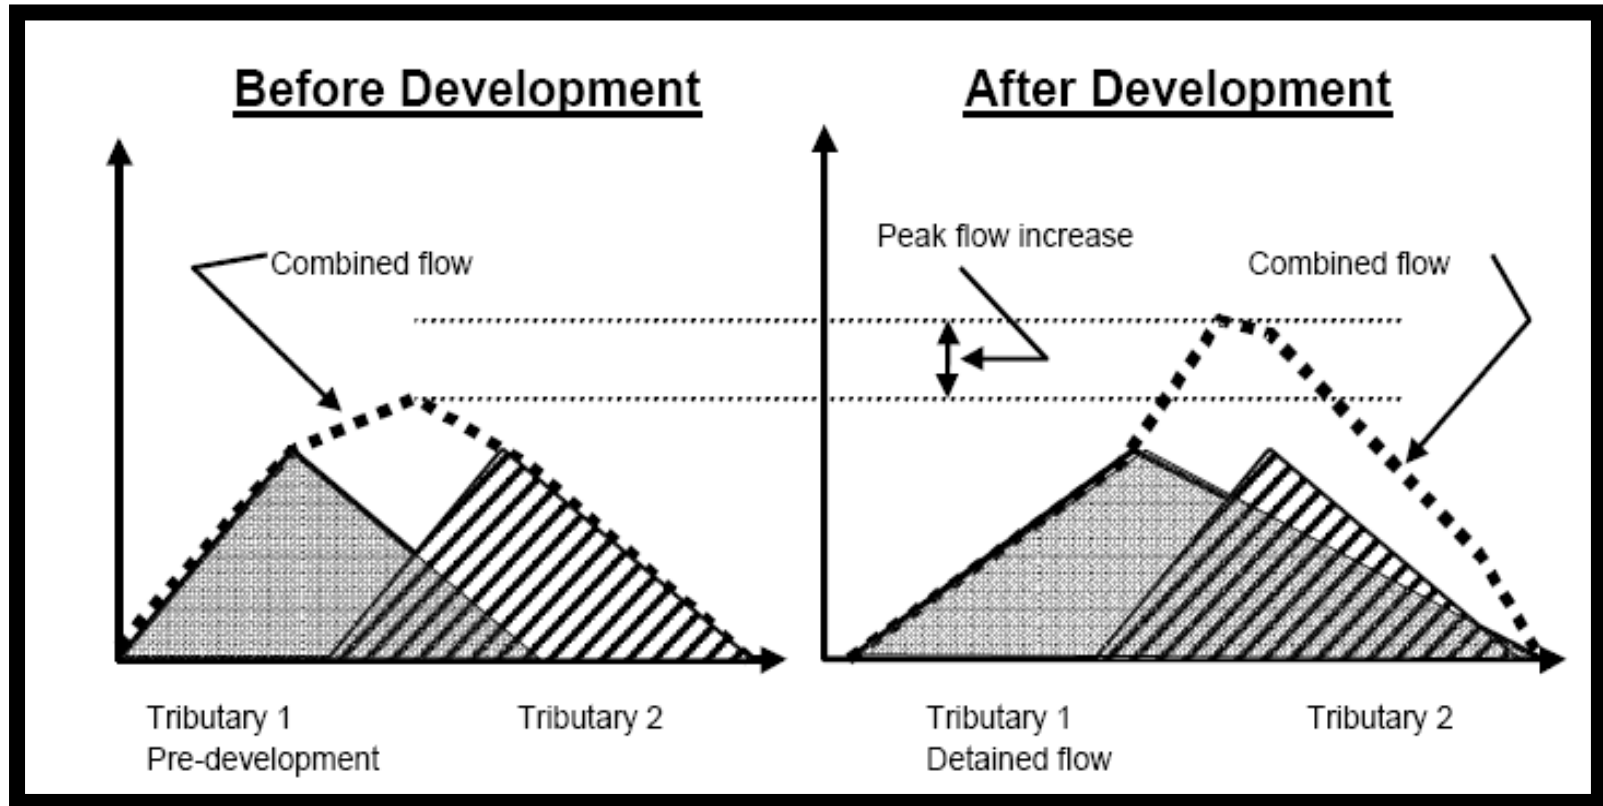 Before Development
After Development
Combined flow
Peak flow increase
Combined flow
Tributary 1
Pre-development
Tributary 2
Tributary 1
Detained flow
Tributary 2